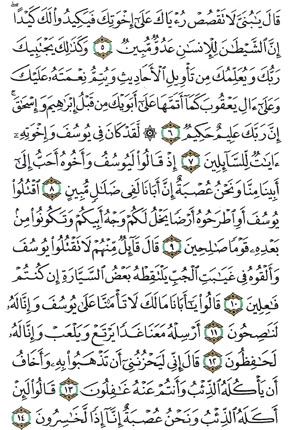 قَالَ يَٰبُنَيَّ لَا تَقْصُصْ رُءْيَاكَ عَلَىٰٓ إِخْوَتِكَ فَيَكِيدُوا۟ لَكَ كَيْدًا ۖ
إِنَّ ٱلشَّيْطَٰنَ لِلْإِنسَٰنِ عَدُوٌّ مُّبِينٌ ٥ وَكَذَٰلِكَ يَجْتَبِيكَ
رَبُّكَ وَيُعَلِّمُكَ مِن تَأْوِيلِ ٱلْأَحَادِيثِ وَيُتِمُّ نِعْمَتَهُۥ عَلَيْكَ
وَعَلَىٰٓ ءَالِ يَعْقُوبَ كَمَآ أَتَمَّهَا عَلَىٰٓ أَبَوَيْكَ مِن قَبْلُ إِبْرَٰهِيمَ وَإِسْحَٰقَ ۚ
إِنَّ رَبَّكَ عَلِيمٌ حَكِيمٌ ٦ ۞ لَّقَدْ كَانَ فِى يُوسُفَ وَإِخْوَتِهِۦٓ
ءَايَٰتٌ لِّلسَّآئِلِينَ ٧ إِذْ قَالُوا۟ لَيُوسُفُ وَأَخُوهُ أَحَبُّ إِلَىٰٓ
أَبِينَا مِنَّا وَنَحْنُ عُصْبَةٌ إِنَّ أَبَانَا لَفِى ضَلَٰلٍ مُّبِينٍ ٨ ٱقْتُلُوا۟
يُوسُفَ أَوِ ٱطْرَحُوهُ أَرْضًا يَخْلُ لَكُمْ وَجْهُ أَبِيكُمْ وَتَكُونُوا۟ مِنۢ
بَعْدِهِۦ قَوْمًا صَٰلِحِينَ ٩ قَالَ قَآئِلٌ مِّنْهُمْ لَا تَقْتُلُوا۟ يُوسُفَ
وَأَلْقُوهُ فِى غَيَٰبَتِ ٱلْجُبِّ يَلْتَقِطْهُ بَعْضُ ٱلسَّيَّارَةِ إِن كُنتُمْ
فَٰعِلِينَ ١٠ قَالُوا۟ يَٰٓأَبَانَا مَا لَكَ لَا تَأْمَ۫نَّا عَلَىٰ يُوسُفَ وَإِنَّا لَهُۥ
لَنَٰصِحُونَ ١١ أَرْسِلْهُ مَعَنَا غَدًا يَرْتَعْ وَيَلْعَبْ وَإِنَّا لَهُۥ
لَحَٰفِظُونَ ١٢ قَالَ إِنِّى لَيَحْزُنُنِىٓ أَن تَذْهَبُوا۟ بِهِۦ وَأَخَافُ
أَن يَأْكُلَهُ ٱلذِّئْبُ وَأَنتُمْ عَنْهُ غَٰفِلُونَ ١٣ قَالُوا۟ لَئِنْ
أَكَلَهُ ٱلذِّئْبُ وَنَحْنُ عُصْبَةٌ إِنَّآ إِذًا لَّخَٰسِرُونَ ١٤